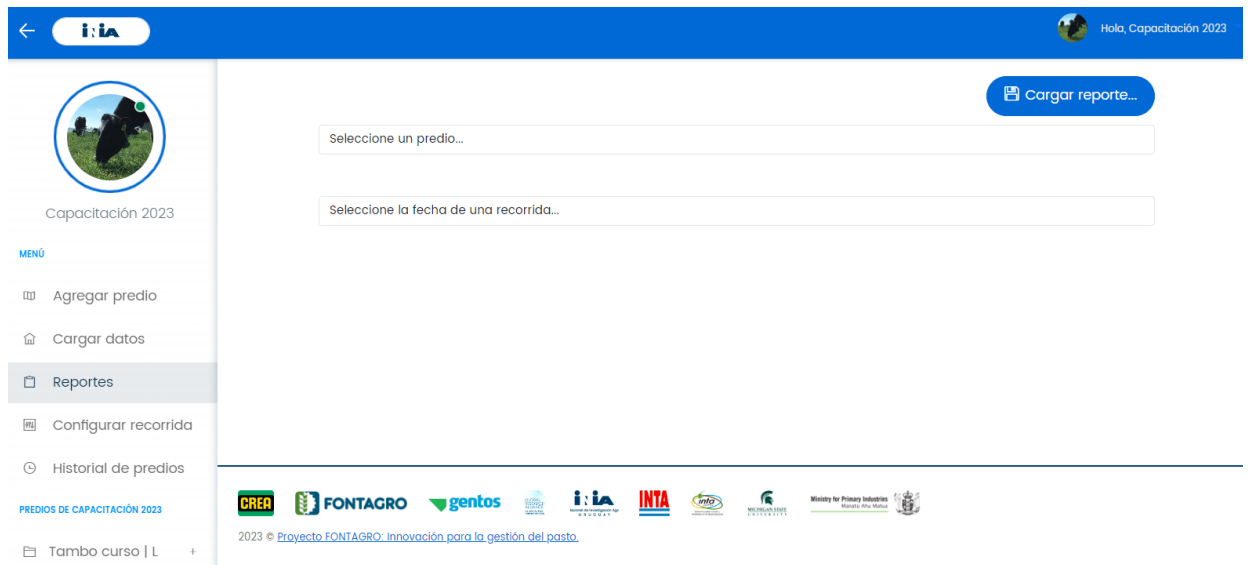 INIA
Hola, Capacitación 2023
Cargar reporte...
Seleccione un predio...
Seleccione la fecha de una recorrida...
Capacitación 2023
MENÚ
Agregar predio
Cargar datos
Reportes
Configurar recorrida
Historial de predios
PREDIOS DE CAPACITACIÓN 2023
Tambo curso | L +
CREA
FONTAGRO
gentos
INIA
URUGUAY
INTA
inta
MICHIGAN STATE
UNIVERSITY
Ministry for Primary Industries
Manatū Ahu Matua
2023 © Proyecto FONTAGRO: Innovación para la gestión del pasto.